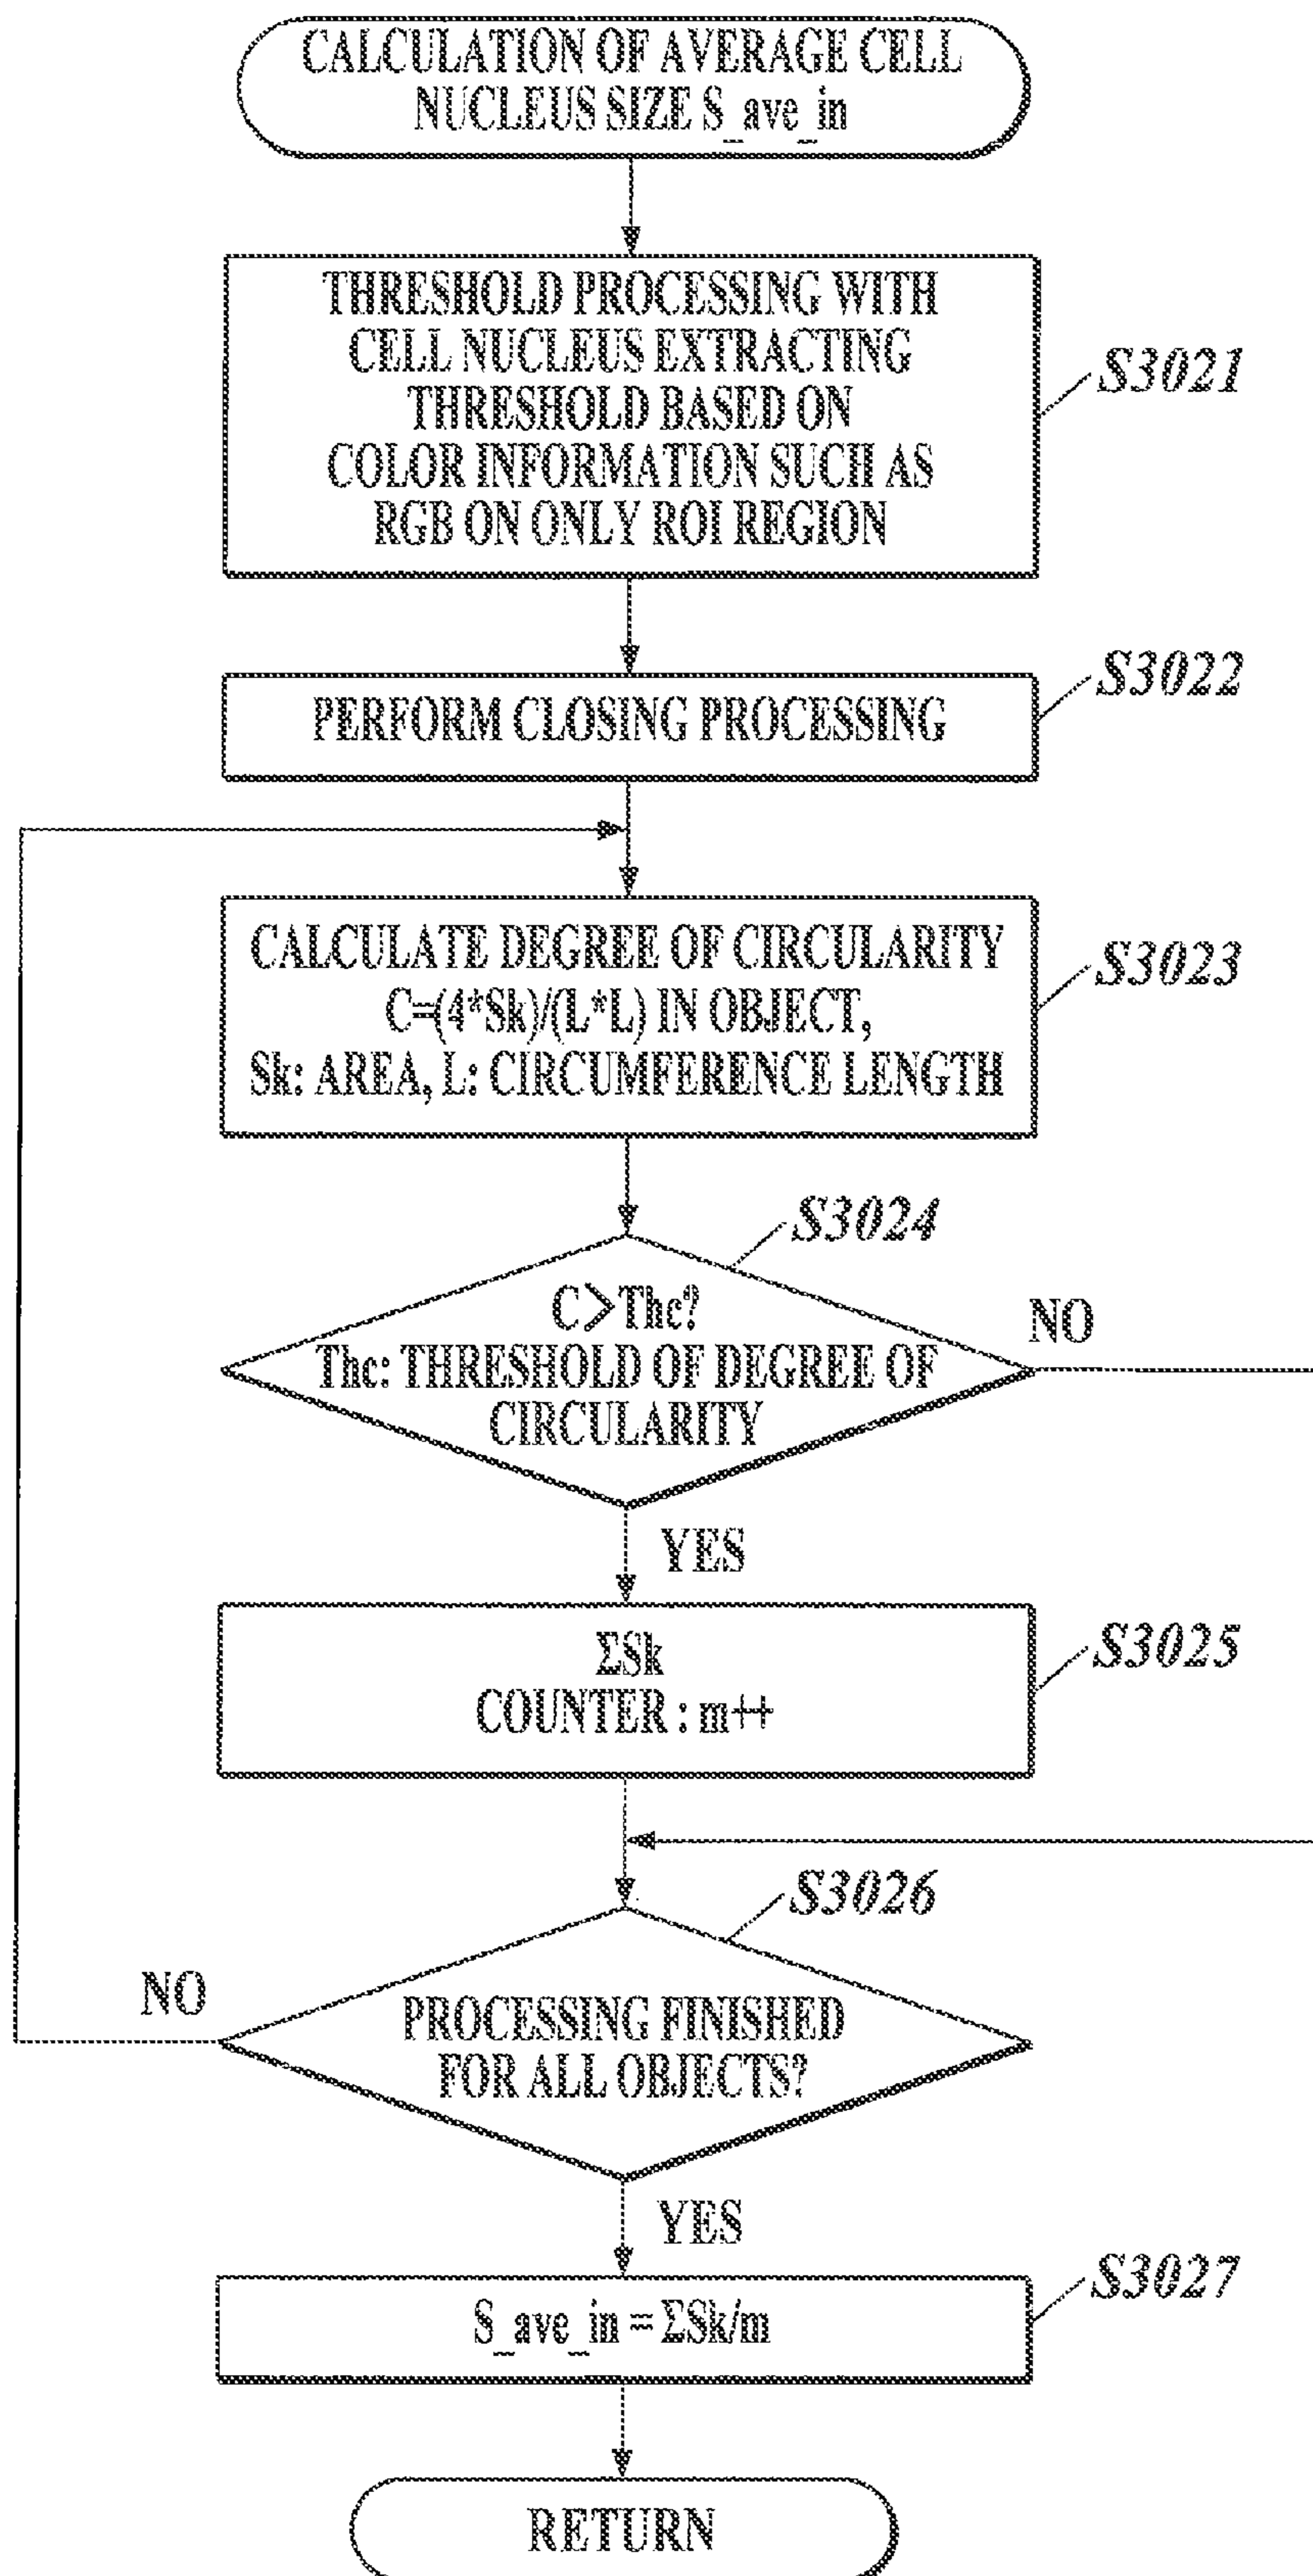 CALCULATION OF AVERAGE CELL
NUCLEUS SIZE S_ave_in
THRESHOLD PROCESSING WITH
CELL NUCLEUS EXTRACTING
THRESHOLD BASED ON
COLOR INFORMATION SUCH AS
RGB ON ONLY ROI REGION
S3021
PERFORM CLOSING PROCESSING
S3022
CALCULATE DEGREE OF CIRCULARITY
C=(4*Sk)/(L*L) IN OBJECT,
Sk: AREA, L: CIRCUMFERENCE LENGTH
S3023
S3024
C>Thc?
Thc: THRESHOLD OF DEGREE OF
CIRCULARITY
NO
YES
ΣSk
COUNTER : m++
S3025
S3026
PROCESSING FINISHED
FOR ALL OBJECTS?
NO
YES
S_ave_in = ΣSk/m
S3027
RETURN